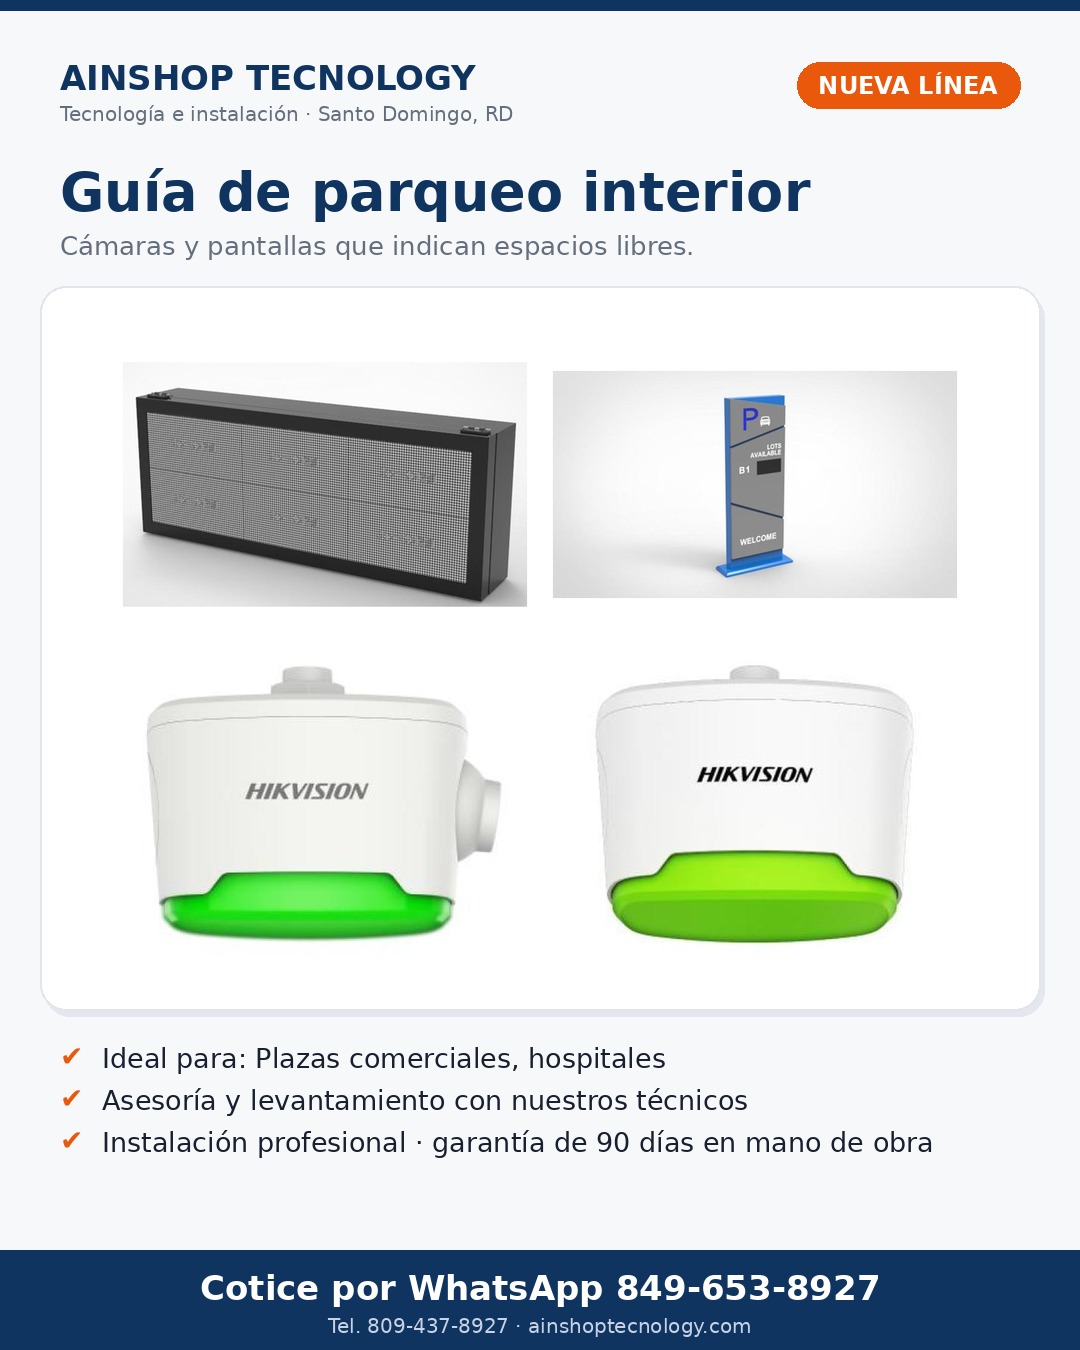 AINSHOP TECNOLOGY
Tecnología e instalación · Santo Domingo, RD
NUEVA LÍNEA
Guía de parqueo interior
Cámaras y pantallas que indican espacios libres.
P
LOTS
AVAILABLE
B1
WELCOME
HIKVISION
HIKVISION
✔ Ideal para: Plazas comerciales, hospitales
✔ Asesoría y levantamiento con nuestros técnicos
✔ Instalación profesional · garantía de 90 días en mano de obra
Cotice por WhatsApp 849-653-8927
Tel. 809-437-8927 · ainshoptecnology.com